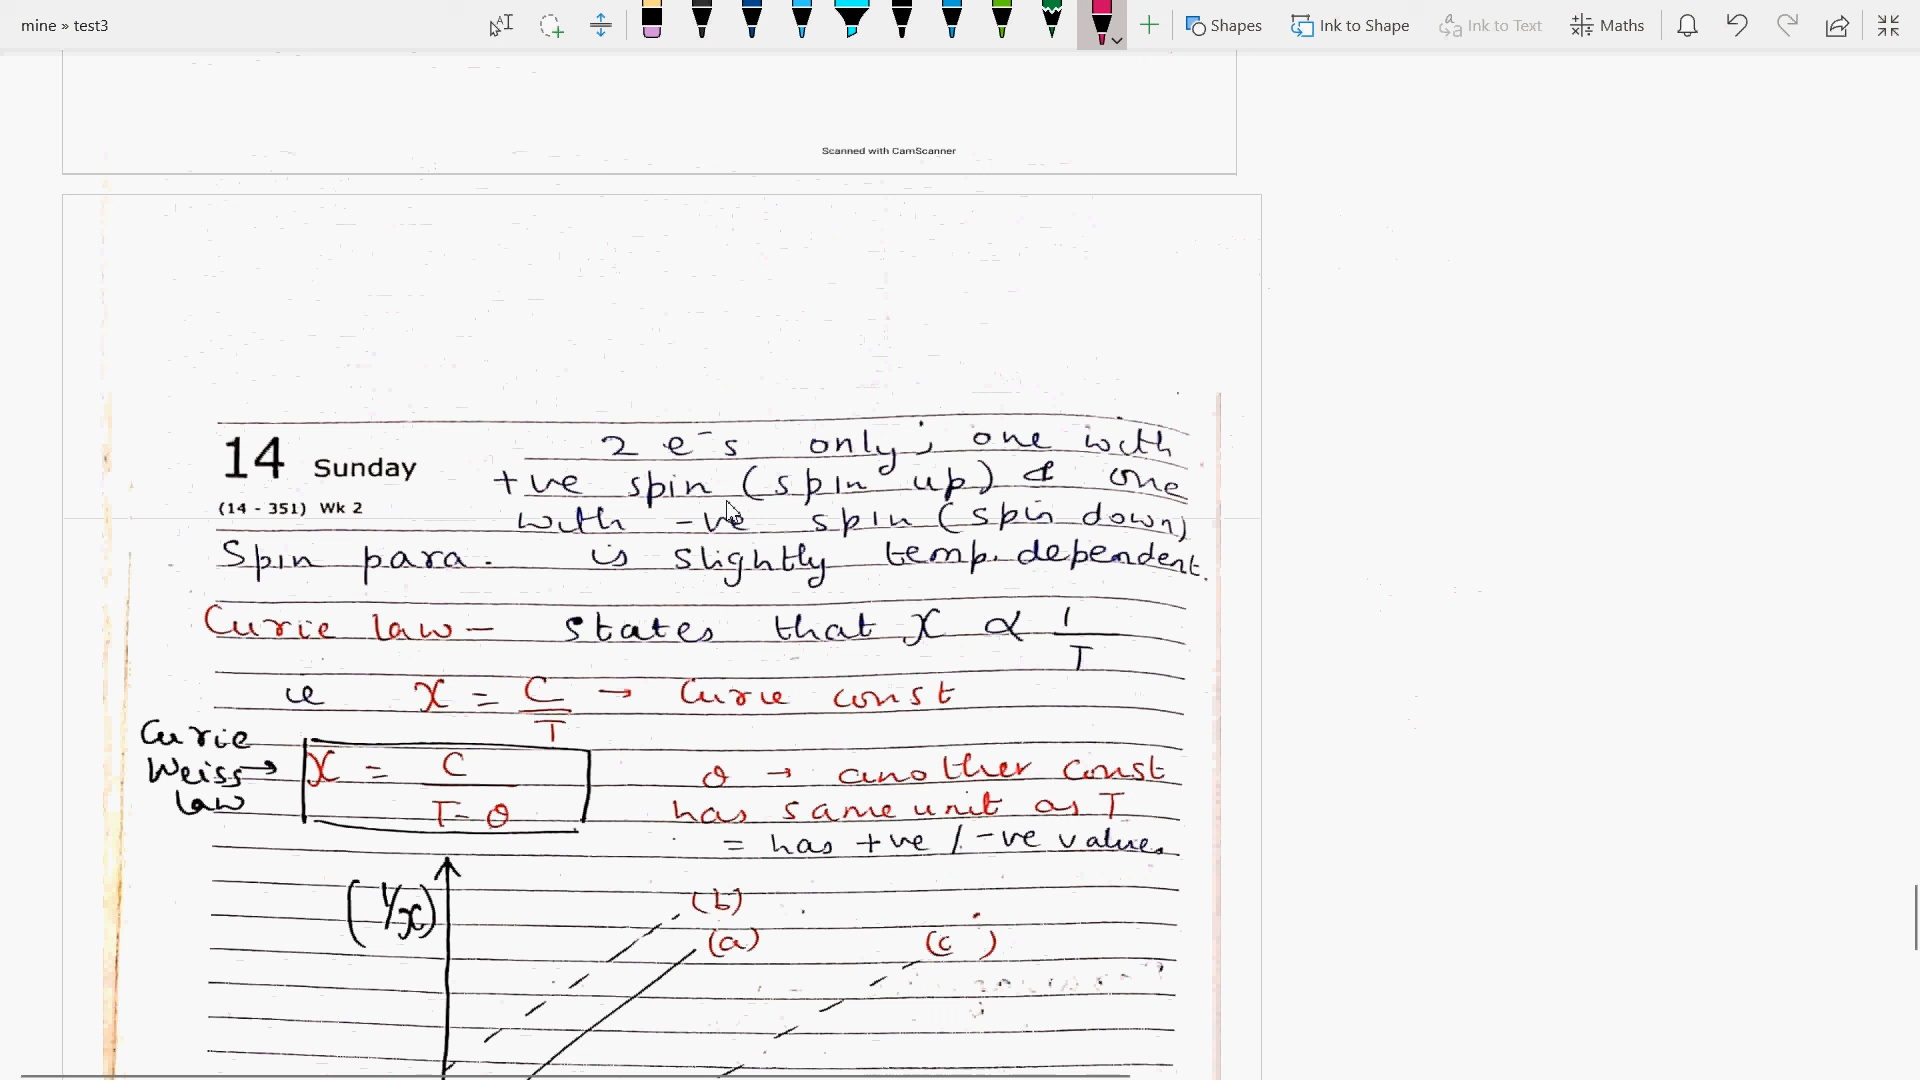 mine » test3
Shapes
Ink to Shape
Ink to Text
Maths
Scanned with CamScanner
14 Sunday
(14 - 351) Wk 2
2 e⁻s only; one with
+ve spin (spin up) & one
with -ve spin (spin down)
Spin para. is slightly temp. dependent.
Curie law – states that χ ∝ 1/T
ie χ = C/T → Curie const
Curie Weiss law → χ = C/(T - θ)
θ → another const
has same unit as T
= has +ve / -ve value.
(1/χ)
(b)
(a)
(c)